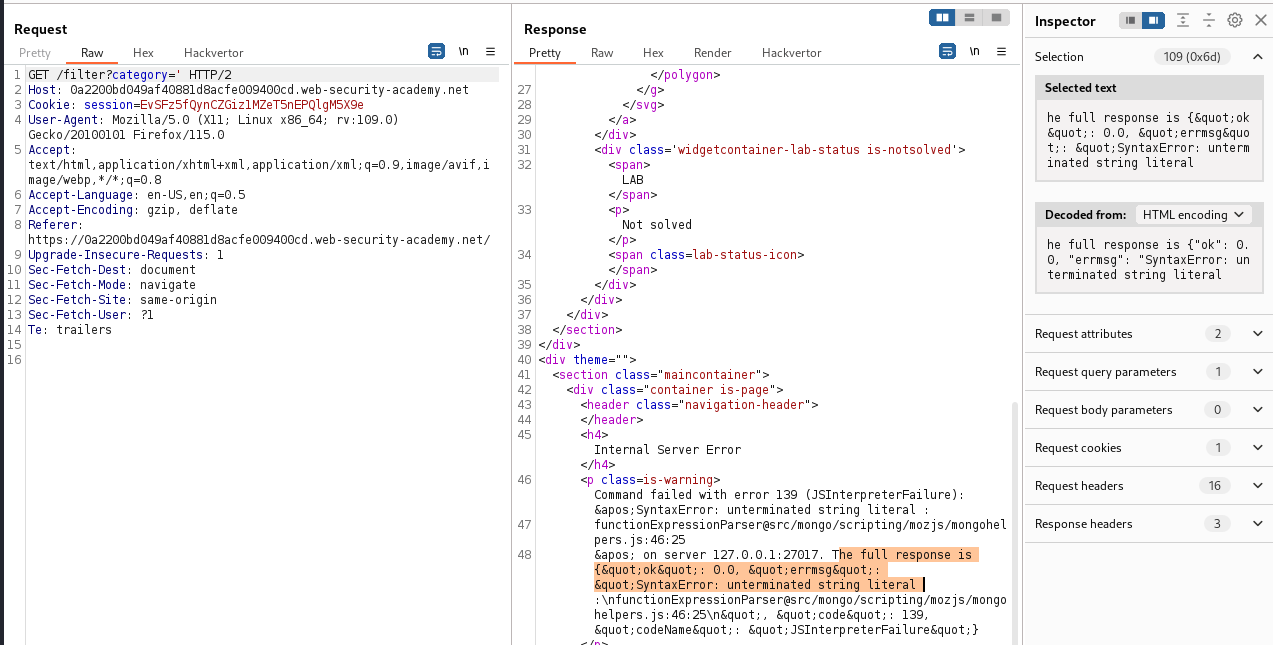 Request
Pretty Raw Hex Hackvertor \n
1 GET /filter?category=' HTTP/2
2 Host: 0a2200bd049af40881d8acfe009400cd.web-security-academy.net
3 Cookie: session=EvSFz5fQynCZGiz1MZeT5nEPQlgM5X9e
4 User-Agent: Mozilla/5.0 (X11; Linux x86_64; rv:109.0)
Gecko/20100101 Firefox/115.0
5 Accept:
text/html,application/xhtml+xml,application/xml;q=0.9,image/avif,i
mage/webp,*/*;q=0.8
6 Accept-Language: en-US,en;q=0.5
7 Accept-Encoding: gzip, deflate
8 Referer:
https://0a2200bd049af40881d8acfe009400cd.web-security-academy.net/
9 Upgrade-Insecure-Requests: 1
10 Sec-Fetch-Dest: document
11 Sec-Fetch-Mode: navigate
12 Sec-Fetch-Site: same-origin
13 Sec-Fetch-User: ?1
14 Te: trailers
15
16
Response
Pretty Raw Hex Render Hackvertor \n
</polygon>
27 </g>
28 </svg>
29 </a>
30 </div>
31 <div class='widgetcontainer-lab-status is-notsolved'>
32 <span>
LAB
</span>
33 <p>
Not solved
</p>
34 <span class=lab-status-icon>
</span>
35 </div>
36 </div>
37 </div>
38 </section>
39 </div>
40 <div theme="">
41 <section class="maincontainer">
42 <div class="container is-page">
43 <header class="navigation-header">
44 </header>
45 <h4>
Internal Server Error
</h4>
46 <p class=is-warning>
Command failed with error 139 (JSInterpreterFailure):
&apos;SyntaxError: unterminated string literal :
47 functionExpressionParser@src/mongo/scripting/mozjs/mongohel
pers.js:46:25
48 &apos; on server 127.0.0.1:27017. The full response is
{&quot;ok&quot;: 0.0, &quot;errmsg&quot;:
&quot;SyntaxError: unterminated string literal
:\nfunctionExpressionParser@src/mongo/scripting/mozjs/mongo
helpers.js:46:25\n&quot;, &quot;code&quot;: 139,
&quot;codeName&quot;: &quot;JSInterpreterFailure&quot;}
</p>
Inspector
Selection 109 (0x6d)
Selected text
he full response is {&quot;ok
&quot;: 0.0, &quot;errmsg&quo
t;: &quot;SyntaxError: unterm
inated string literal
Decoded from: HTML encoding
he full response is {"ok": 0.
0, "errmsg": "SyntaxError: un
terminated string literal
Request attributes 2
Request query parameters 1
Request body parameters 0
Request cookies 1
Request headers 16
Response headers 3